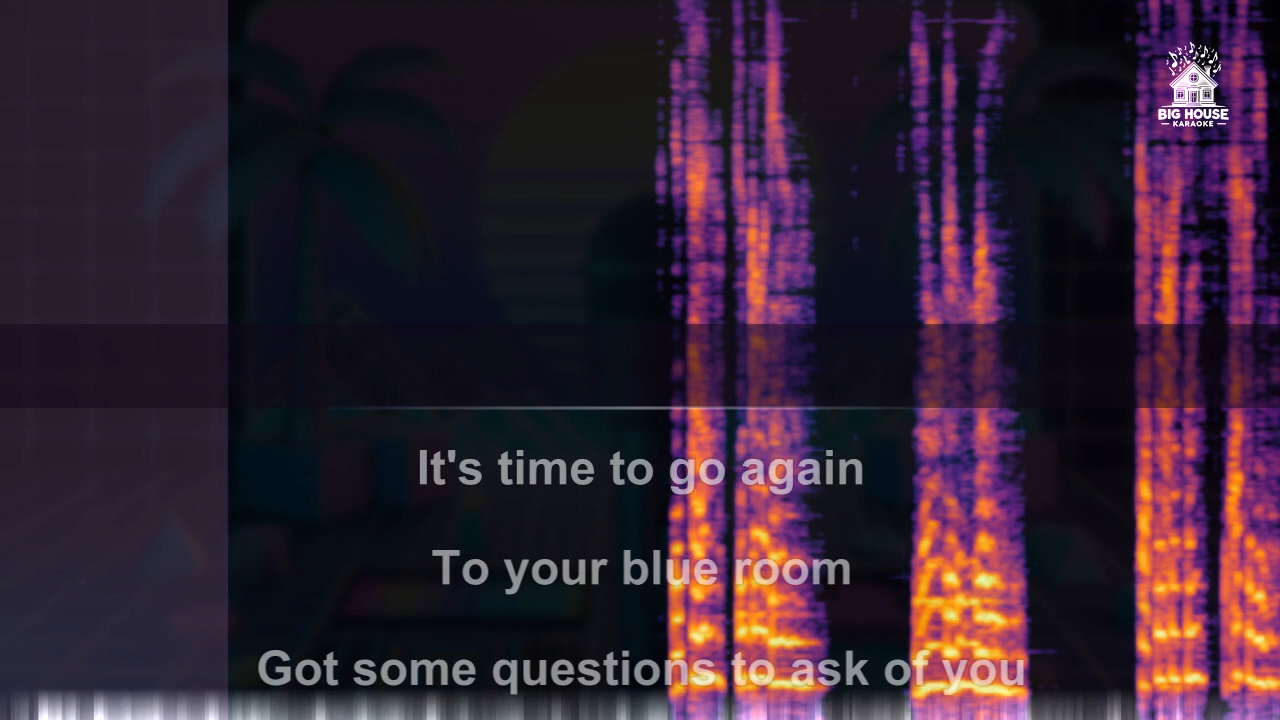 BIG HOUSE
KARAOKE
It's time to go again
To your blue room
Got some questions to ask of you